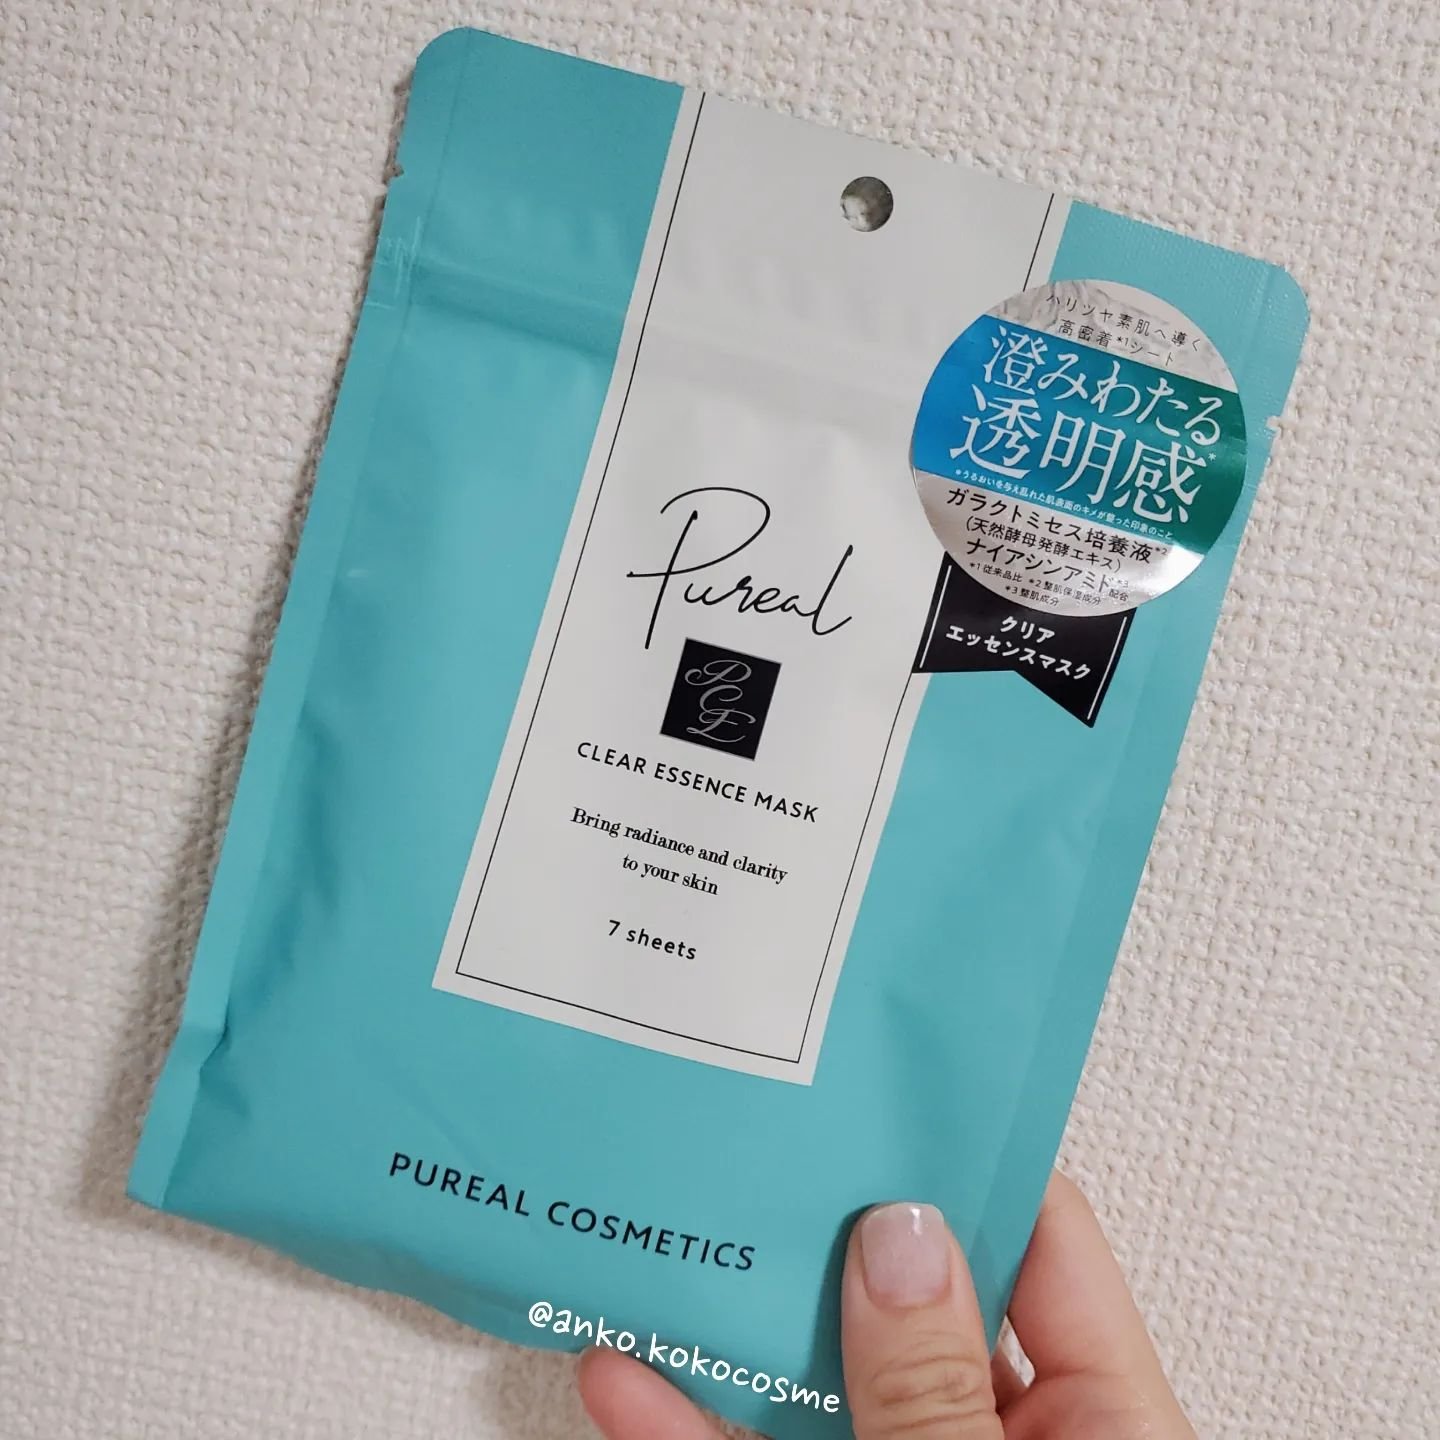 ハリツヤ素肌へ導く
高密着*1シート
澄みわたる
透明感*
*うるおいを与え乱れた肌表面のキメが整った印象のこと
ガラクトミセス培養液*2
(天然酵母発酵エキス)
ナイアシンアミド*3配合
*1 従来品比 *2 整肌保湿成分
*3 整肌成分
クリア
エッセンスマスク
Pureal
PCE
CLEAR ESSENCE MASK
Bring radiance and clarity
to your skin
7 sheets
PUREAL COSMETICS
@anko.kokocosme